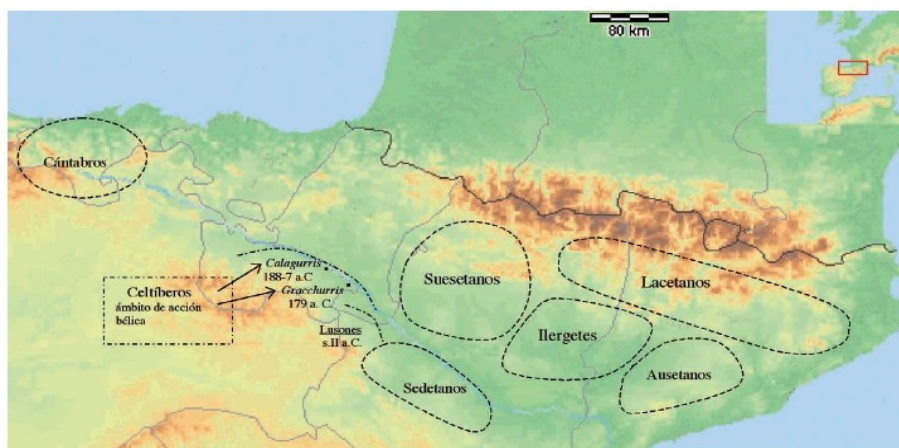 80 km
Cántabros
Calagurris
188-7 a.C
Celtíberos
ámbito de acción
bélica
Gracchurris
179 a. C.
Lusones
s.II a.C.
Suesetanos
Lacetanos
Ilergetes
Ausetanos
Sedetanos